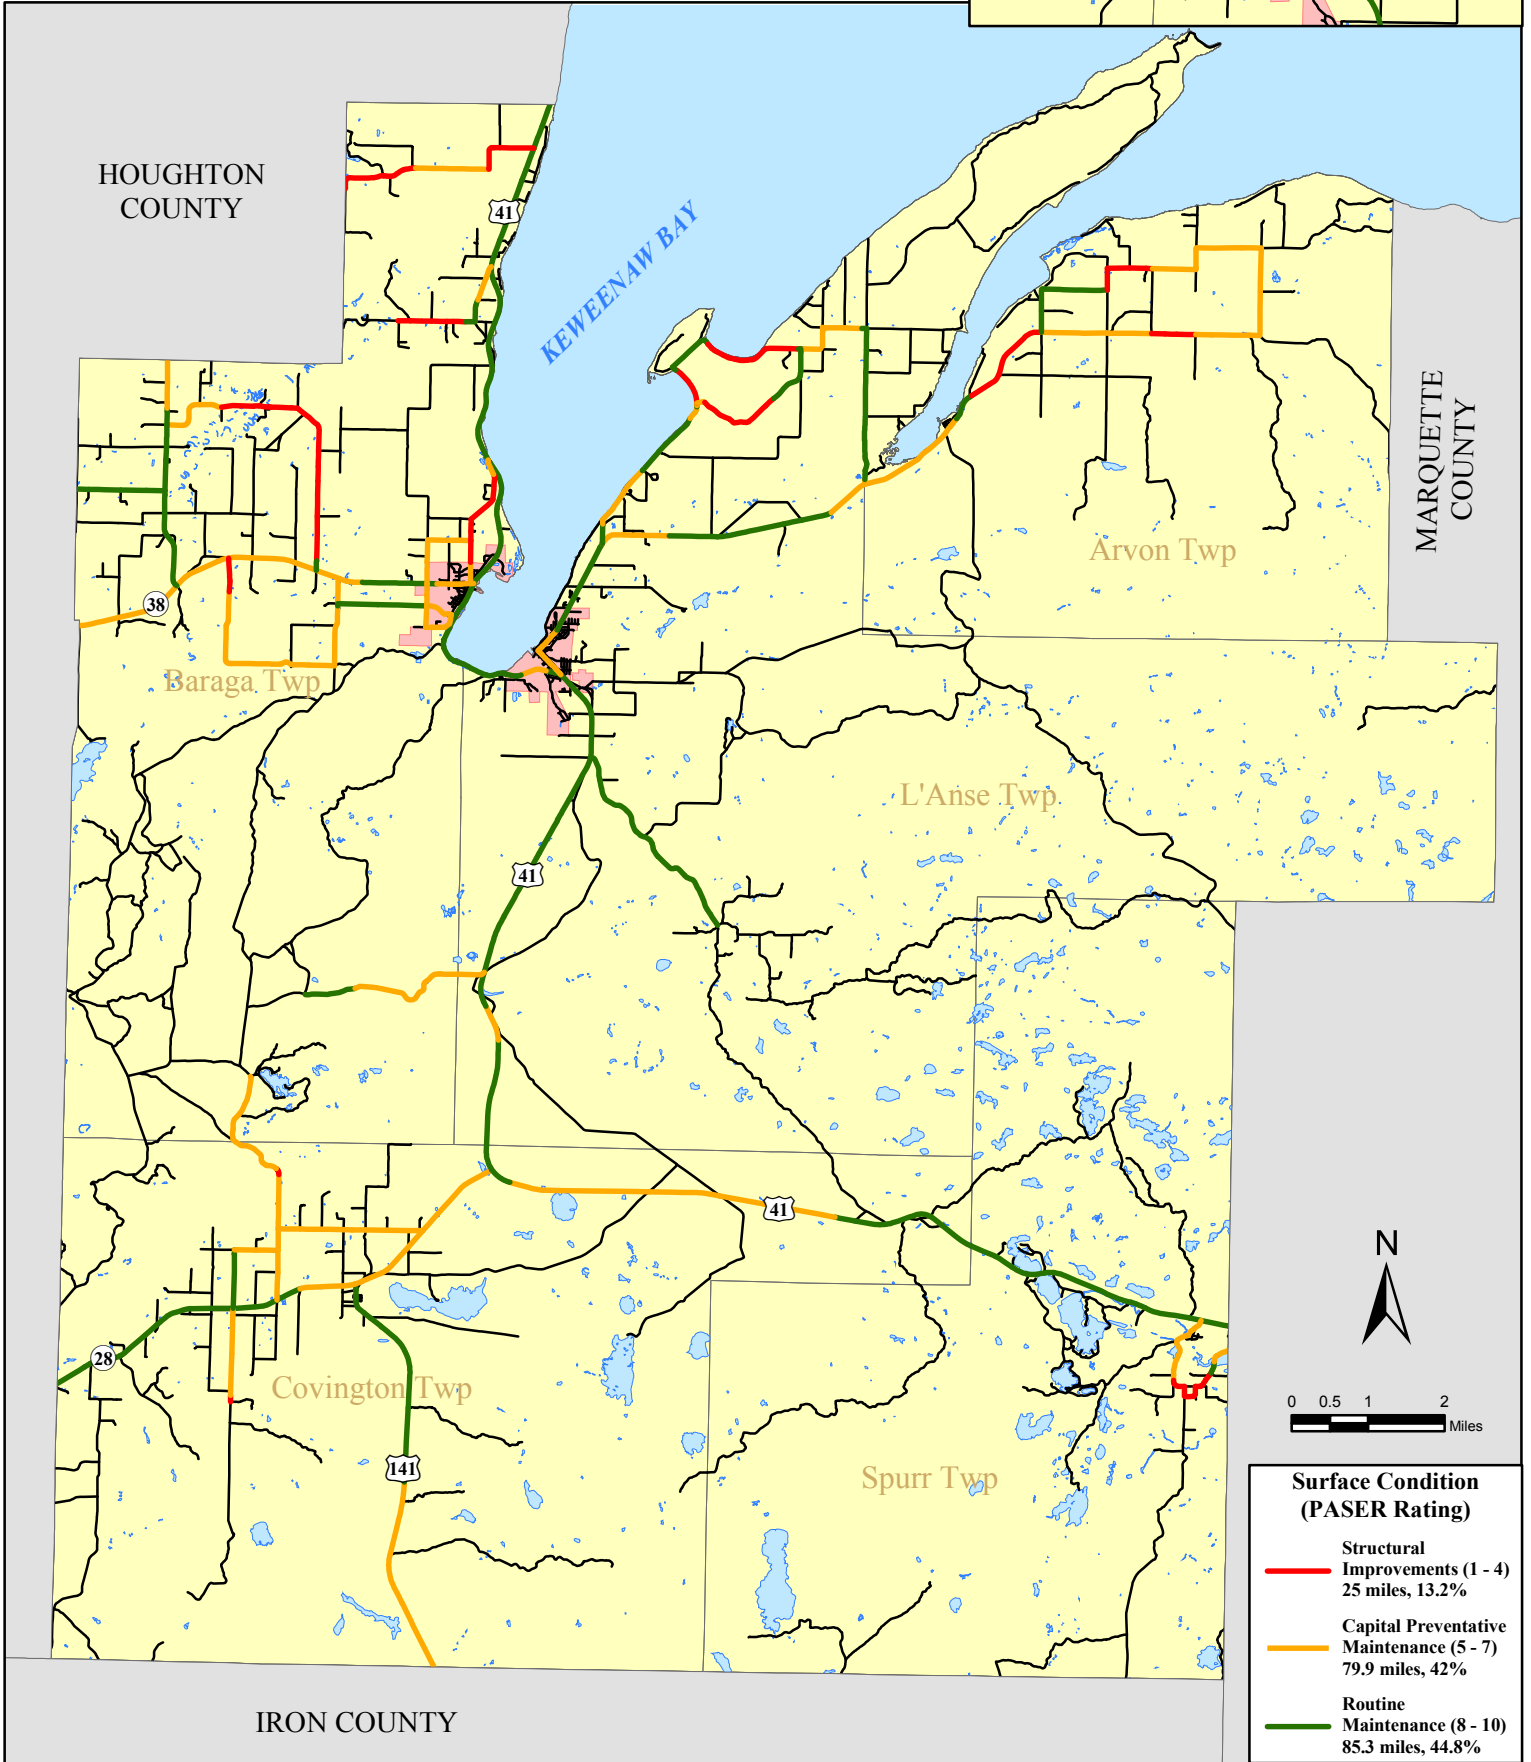 HOUGHTON
COUNTY
41
KEWEENAW BAY
MARQUETTE
COUNTY
Arvon Twp
38
Baraga Twp
L'Anse Twp
41
41
N
28
Covington Twp
0 0.5 1 2
Miles
141
Spurr Twp
Surface Condition
(PASER Rating)
Structural
Improvements (1 - 4)
25 miles, 13.2%
Capital Preventative
Maintenance (5 - 7)
79.9 miles, 42%
Routine
Maintenance (8 - 10)
85.3 miles, 44.8%
IRON COUNTY